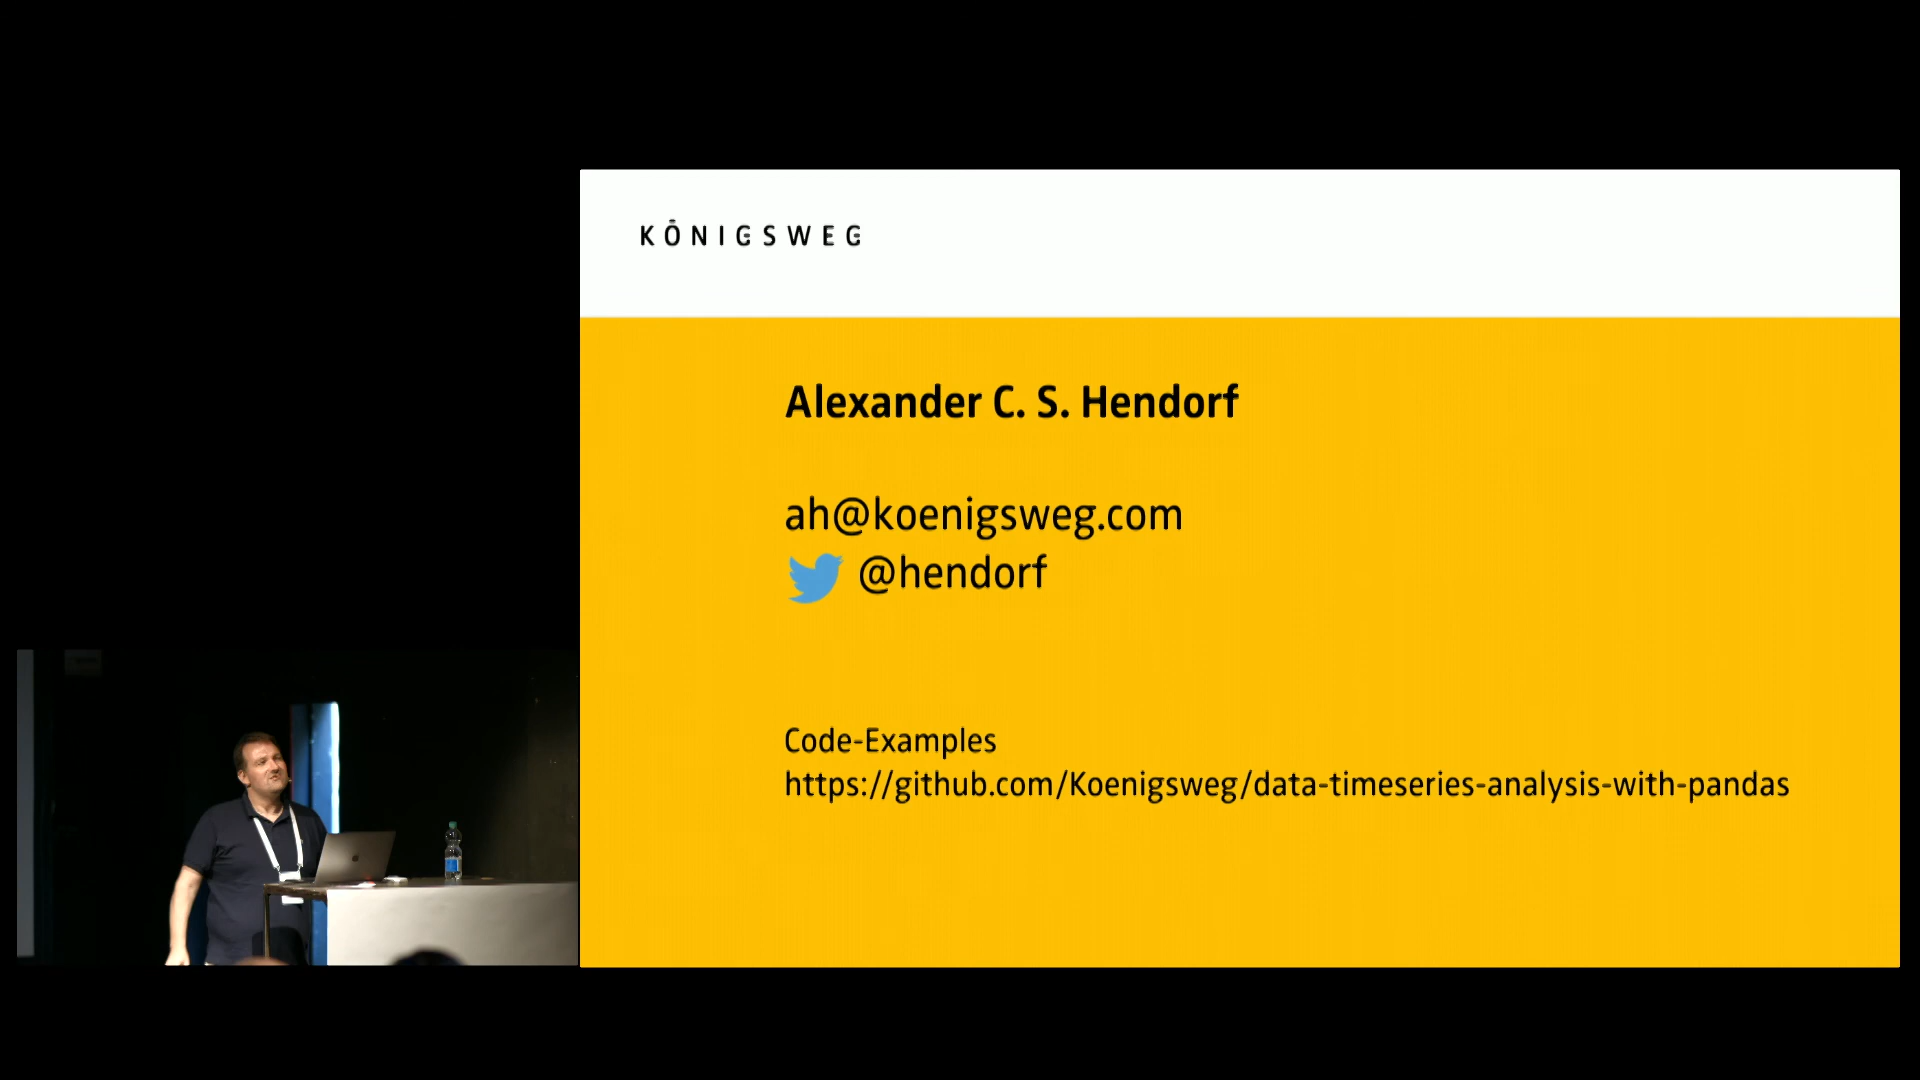 KÖNIGSWEG
Alexander C. S. Hendorf
ah@koenigsweg.com
@hendorf
Code-Examples
https://github.com/Koenigsweg/data-timeseries-analysis-with-pandas